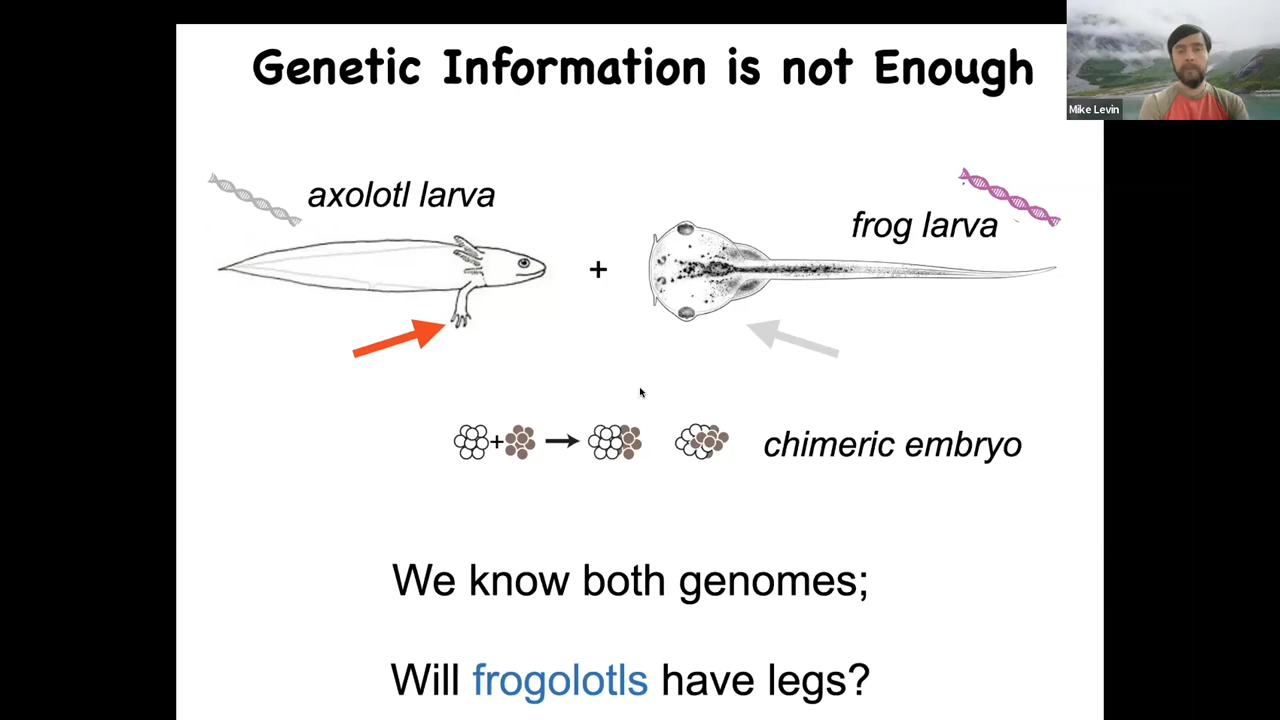 Genetic Information is not Enough
Mike Levin
axolotl larva
frog larva
+
+
chimeric embryo
We know both genomes;
Will frogolotls have legs?